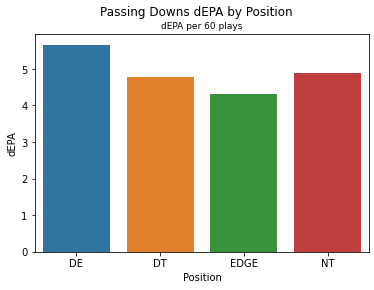 Passing Downs dEPA by Position
dEPA per 60 plays
dEPA
5
4
3
2
1
0
DE DT EDGE NT
Position